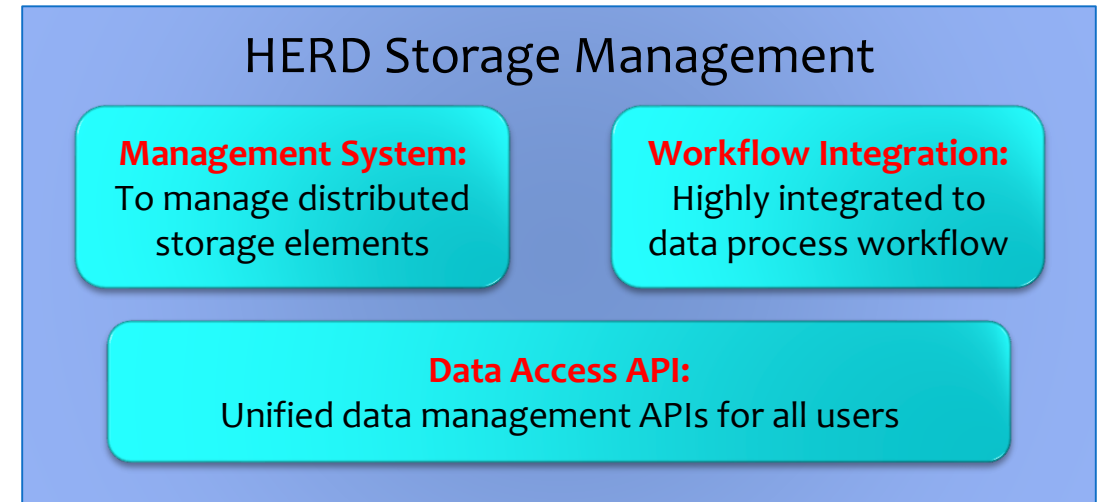 HERD Storage Management
Management System:
To manage distributed
storage elements
Workflow Integration:
Highly integrated to
data process workflow
Data Access API:
Unified data management APIs for all users